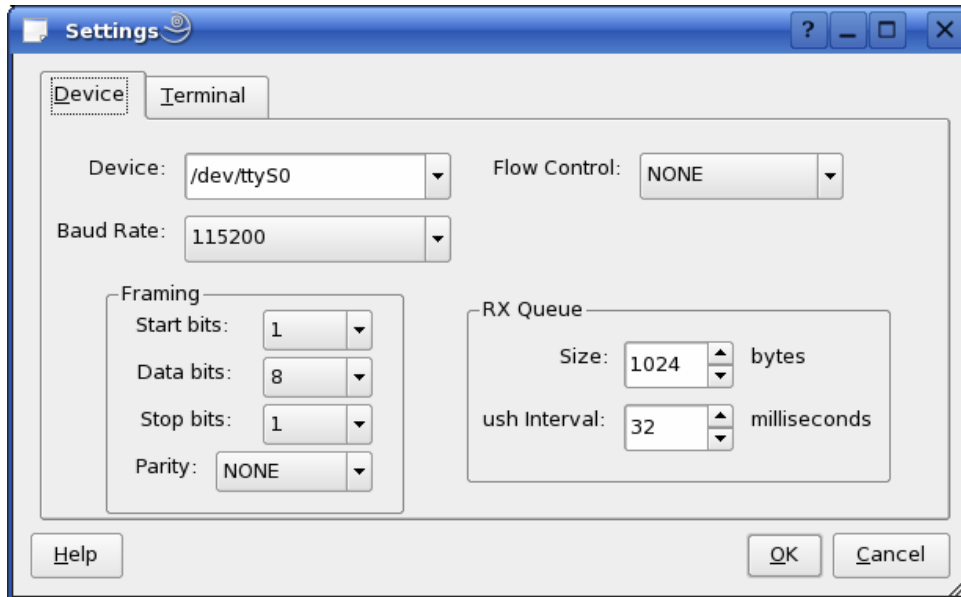 Settings
Device Terminal
Device: /dev/ttyS0 Flow Control: NONE
Baud Rate: 115200
Framing
Start bits: 1
Data bits: 8
Stop bits: 1
Parity: NONE
RX Queue
Size: 1024 bytes
ush Interval: 32 milliseconds
Help OK Cancel